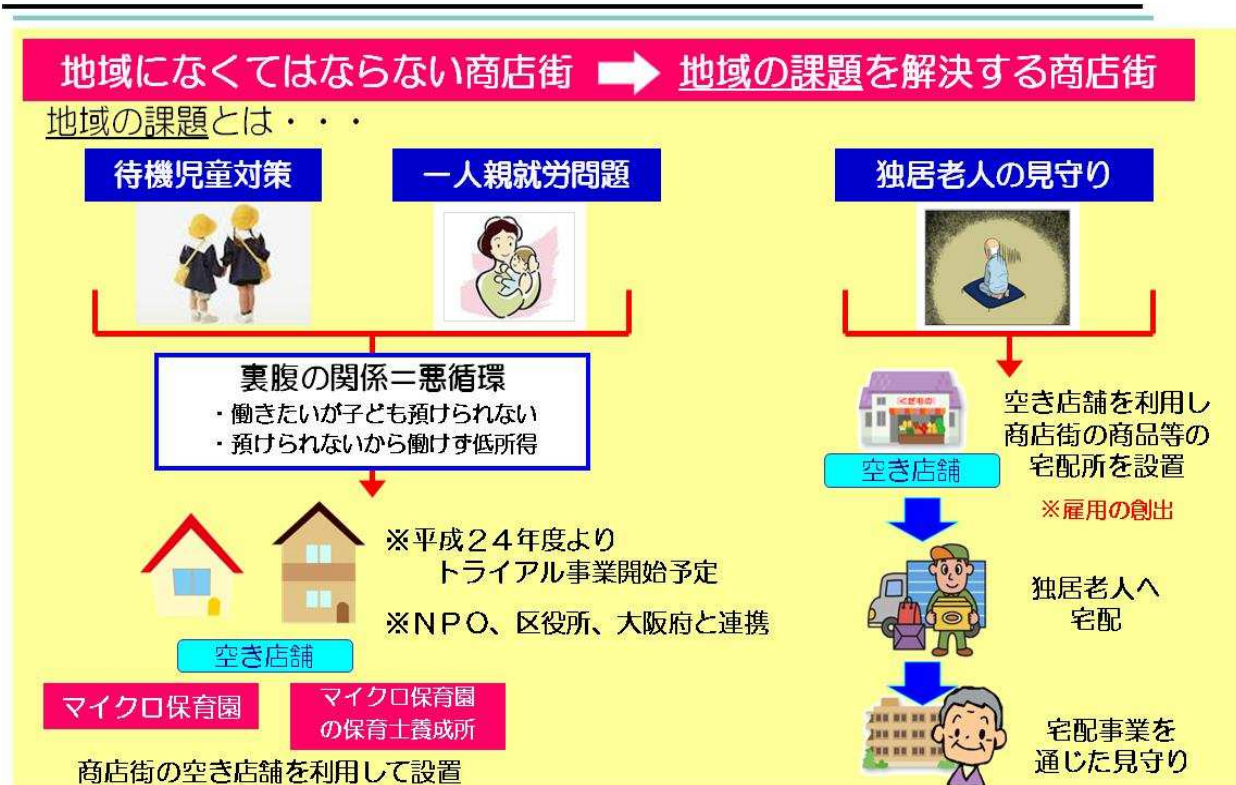 地域になくてはならない商店街 ➡ 地域の課題を解決する商店街
地域の課題とは・・・
待機児童対策
一人親就労問題
裏腹の関係＝悪循環
・働きたいが子ども預けられない
・預けられないから働けず低所得
※平成24年度より
トライアル事業開始予定
※NPO、区役所、大阪府と連携
空き店舗
マイクロ保育園
マイクロ保育園
の保育士養成所
商店街の空き店舗を利用して設置
独居老人の見守り
くだもの
空き店舗
空き店舗を利用し
商店街の商品等の
宅配所を設置
※雇用の創出
独居老人へ
宅配
宅配事業を
通じた見守り